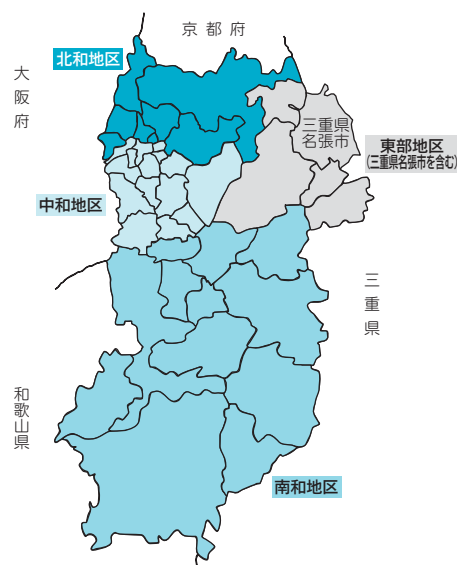 京都府
北和地区
大阪府
三重県
名張市
東部地区
(三重県名張市を含む)
中和地区
三重県
和歌山県
南和地区